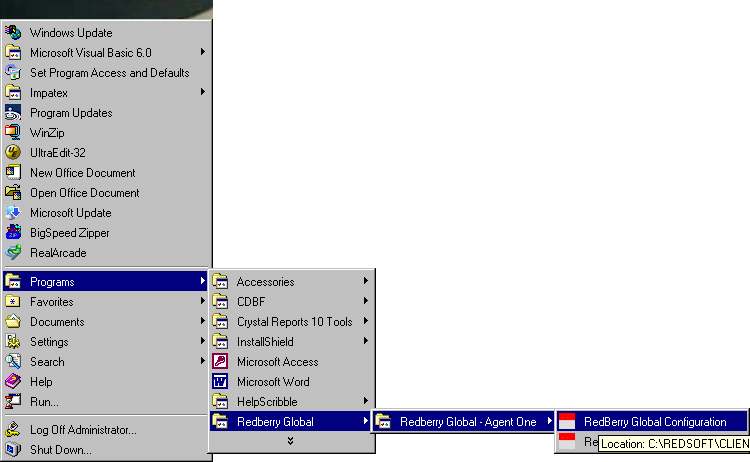 Windows Update
Microsoft Visual Basic 6.0
Set Program Access and Defaults
Impatex
Program Updates
WinZip
UltraEdit-32
New Office Document
Open Office Document
Microsoft Update
BigSpeed Zipper
RealArcade
Programs
Favorites
Documents
Settings
Search
Help
Run...
Log Off Administrator...
Shut Down...
Accessories
CDBF
Crystal Reports 10 Tools
InstallShield
Microsoft Access
Microsoft Word
HelpScribble
Redberry Global
Redberry Global - Agent One
RedBerry Global Configuration
Location: C:\REDSOFT\CLIEN